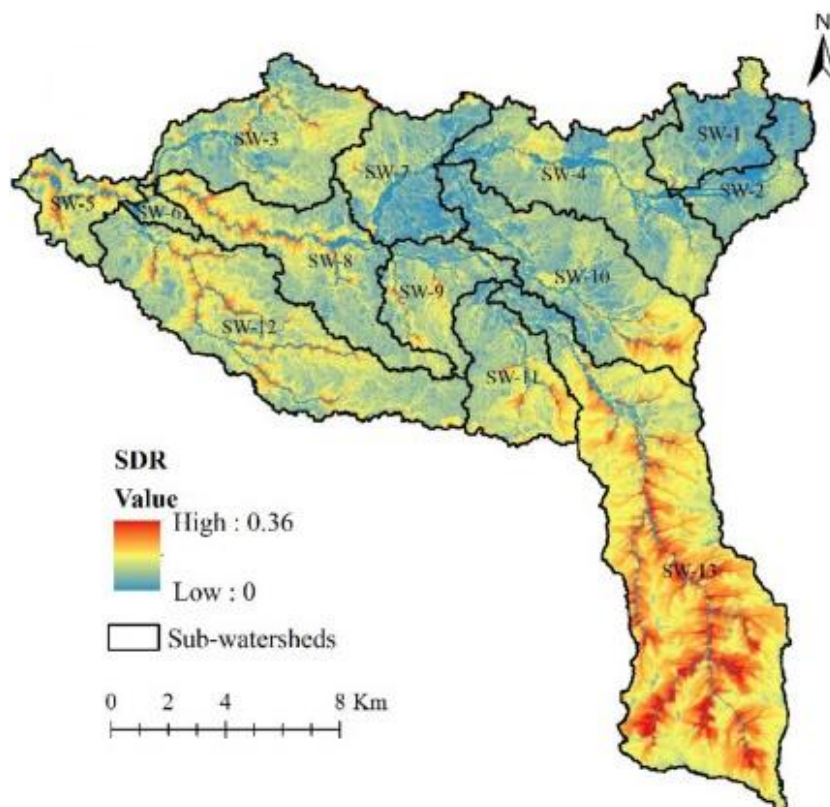 N
SW-1
SW-3
SW-7
SW-4
SW-2
SW-5
SW-6
SW-8
SW-9
SW-10
SW-12
SW-11
SDR
Value
High : 0.36
Low : 0
SW-13
Sub-watersheds
0 2 4 8 Km